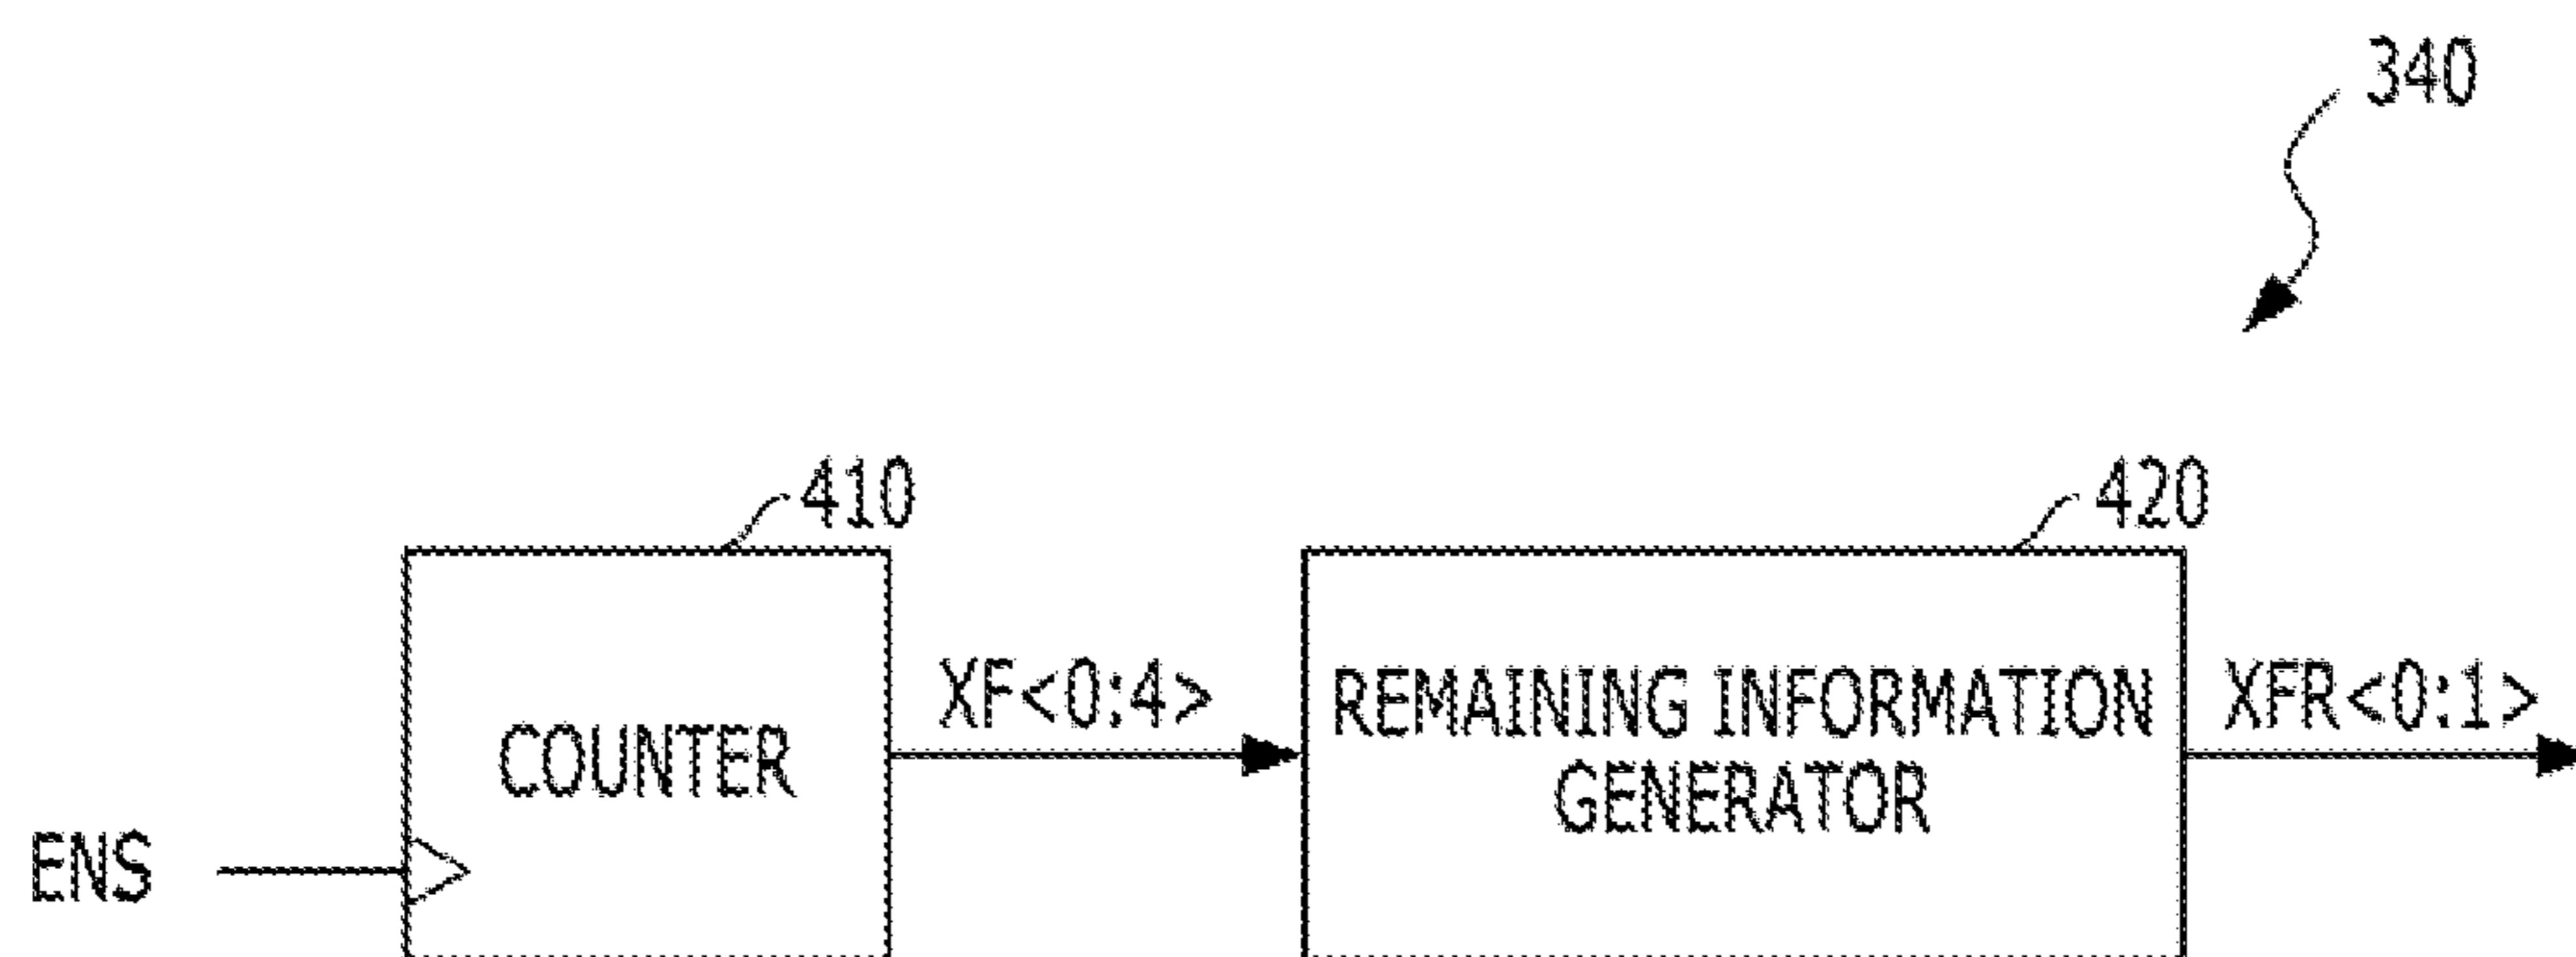 340
410
420
COUNTER
XF<0:4>
REMAINING INFORMATION
GENERATOR
XFR<0:1>
ENS